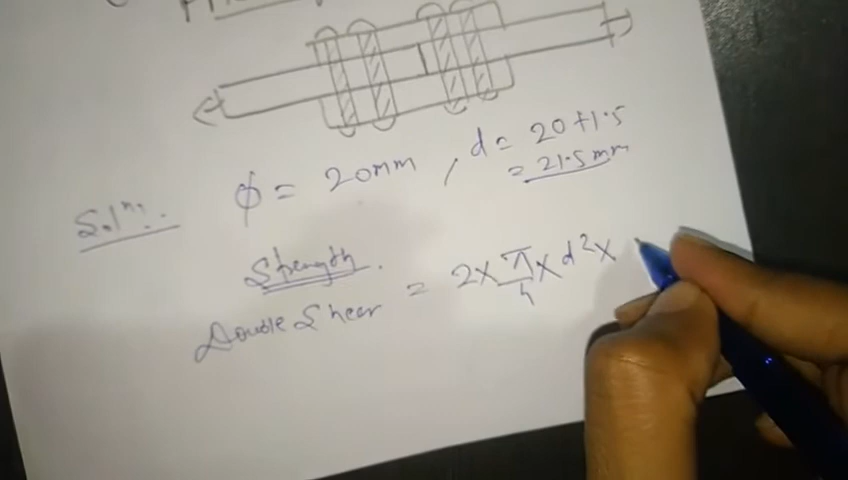 Solⁿ:.
ϕ = 20mm , d = 20+1.5
= 21.5mm
Strength.
Double Shear = 2 x π/4 x d² x